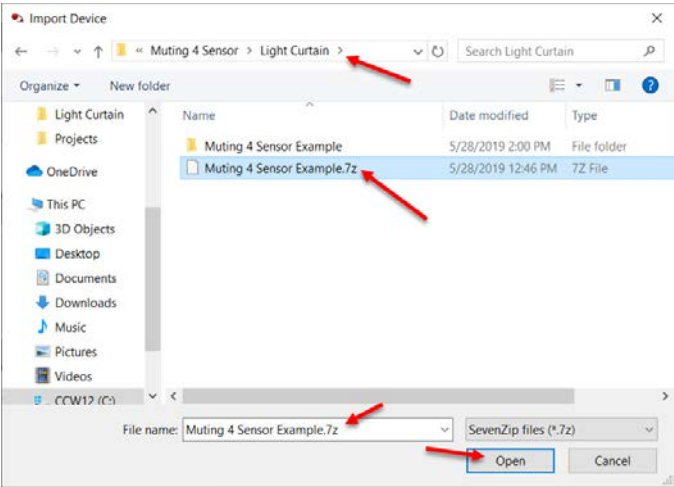 Import Device
« Muting 4 Sensor > Light Curtain >
Search Light Curtain
Organize
New folder
Name
Date modified
Type
Light Curtain
Projects
OneDrive
This PC
3D Objects
Desktop
Documents
Downloads
Music
Pictures
Videos
CCW12 (C:)
Muting 4 Sensor Example
5/28/2019 2:00 PM
File folder
Muting 4 Sensor Example.7z
5/28/2019 12:46 PM
7Z File
File name:
Muting 4 Sensor Example.7z
SevenZip files (*.7z)
Open
Cancel